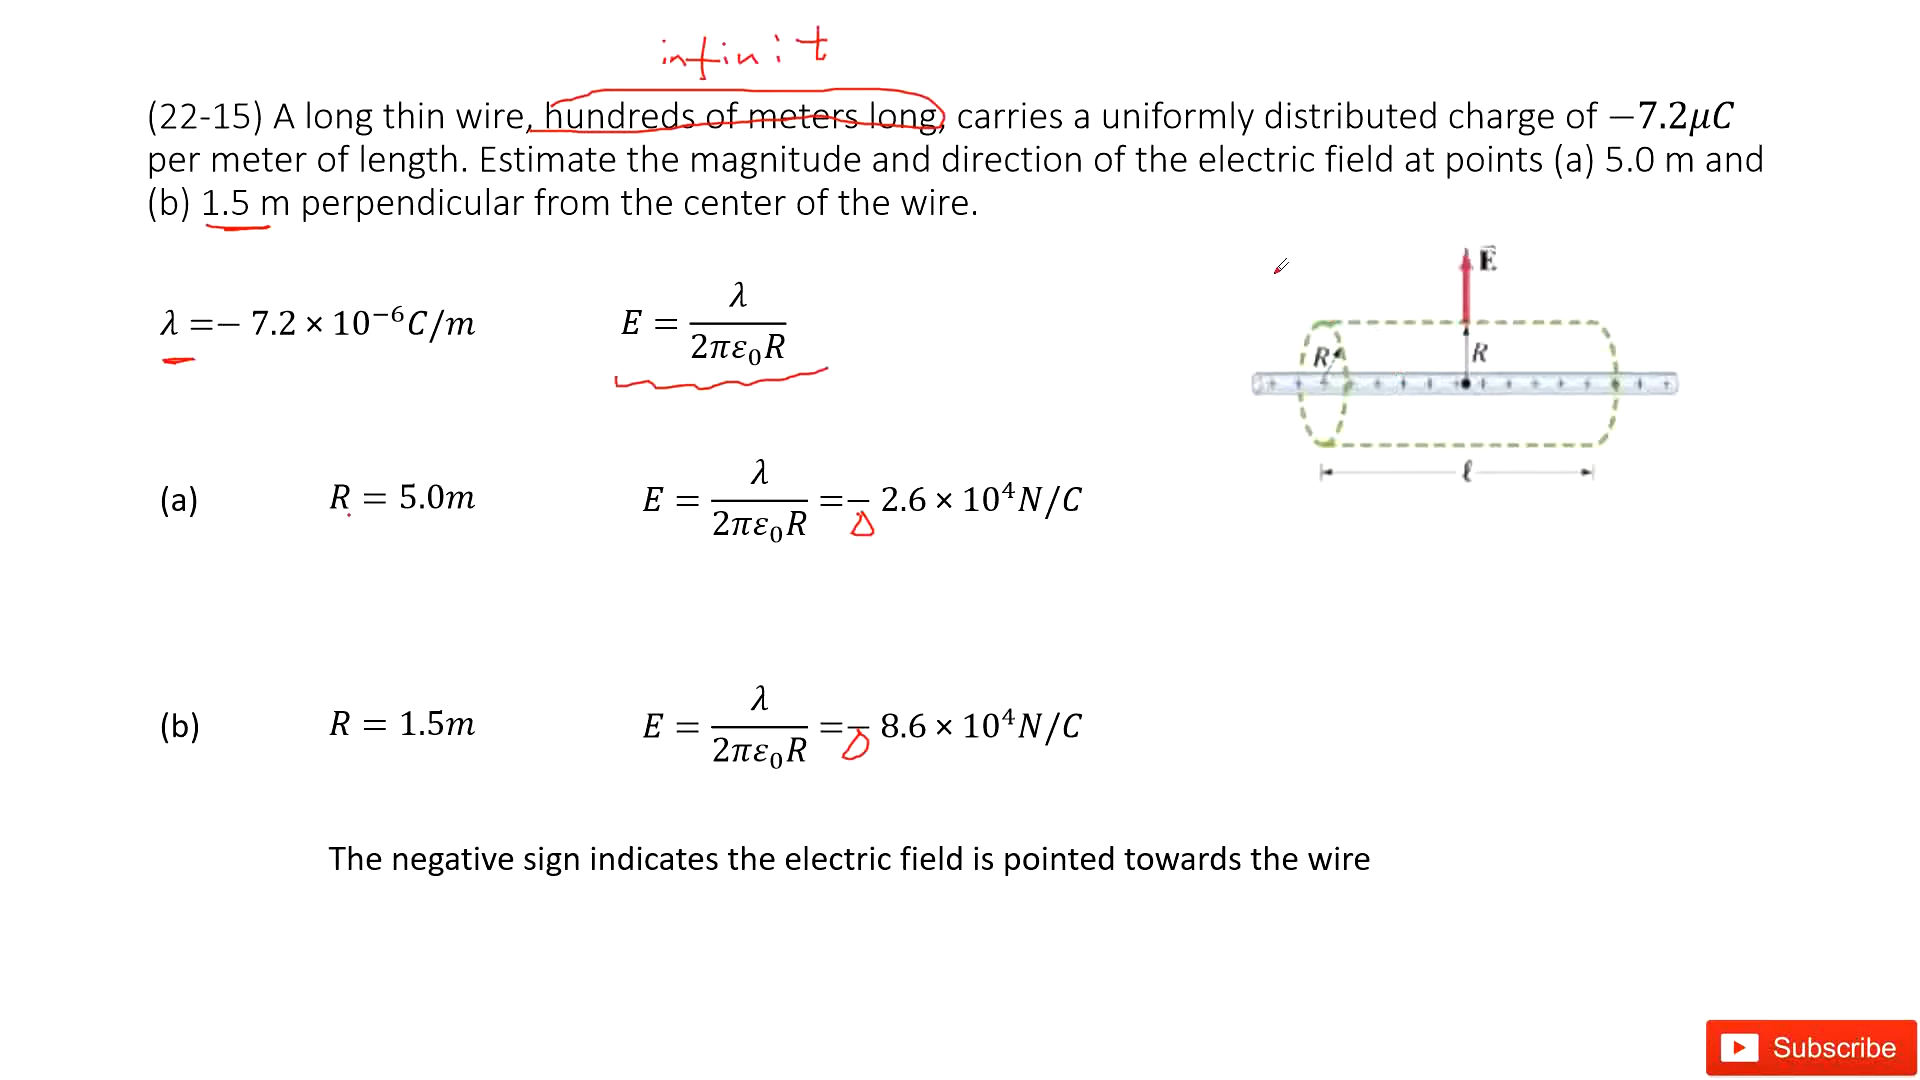 infinit
(22-15) A long thin wire, hundreds of meters long, carries a uniformly distributed charge of −7.2μC
per meter of length. Estimate the magnitude and direction of the electric field at points (a) 5.0 m and
(b) 1.5 m perpendicular from the center of the wire.
λ =− 7.2 × 10⁻⁶C/m
E = λ / 2πε₀R
E
R
R
ℓ
(a) R = 5.0m E = λ / 2πε₀R =− 2.6 × 10⁴N/C
(b) R = 1.5m E = λ / 2πε₀R =− 8.6 × 10⁴N/C
The negative sign indicates the electric field is pointed towards the wire
Subscribe